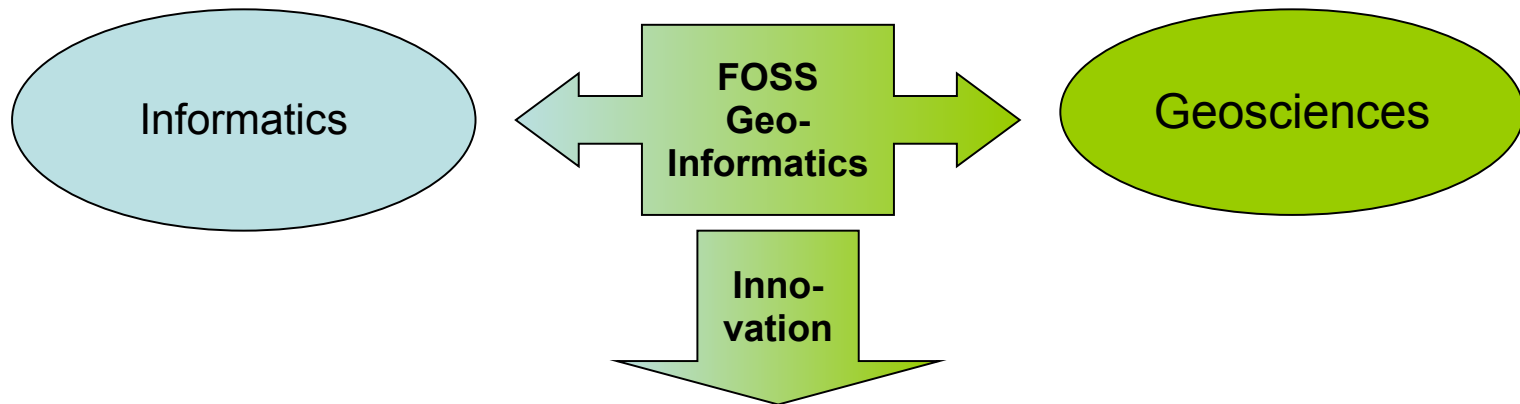 Informatics
FOSS
Geo-
Informatics
Geosciences
Inno-
vation